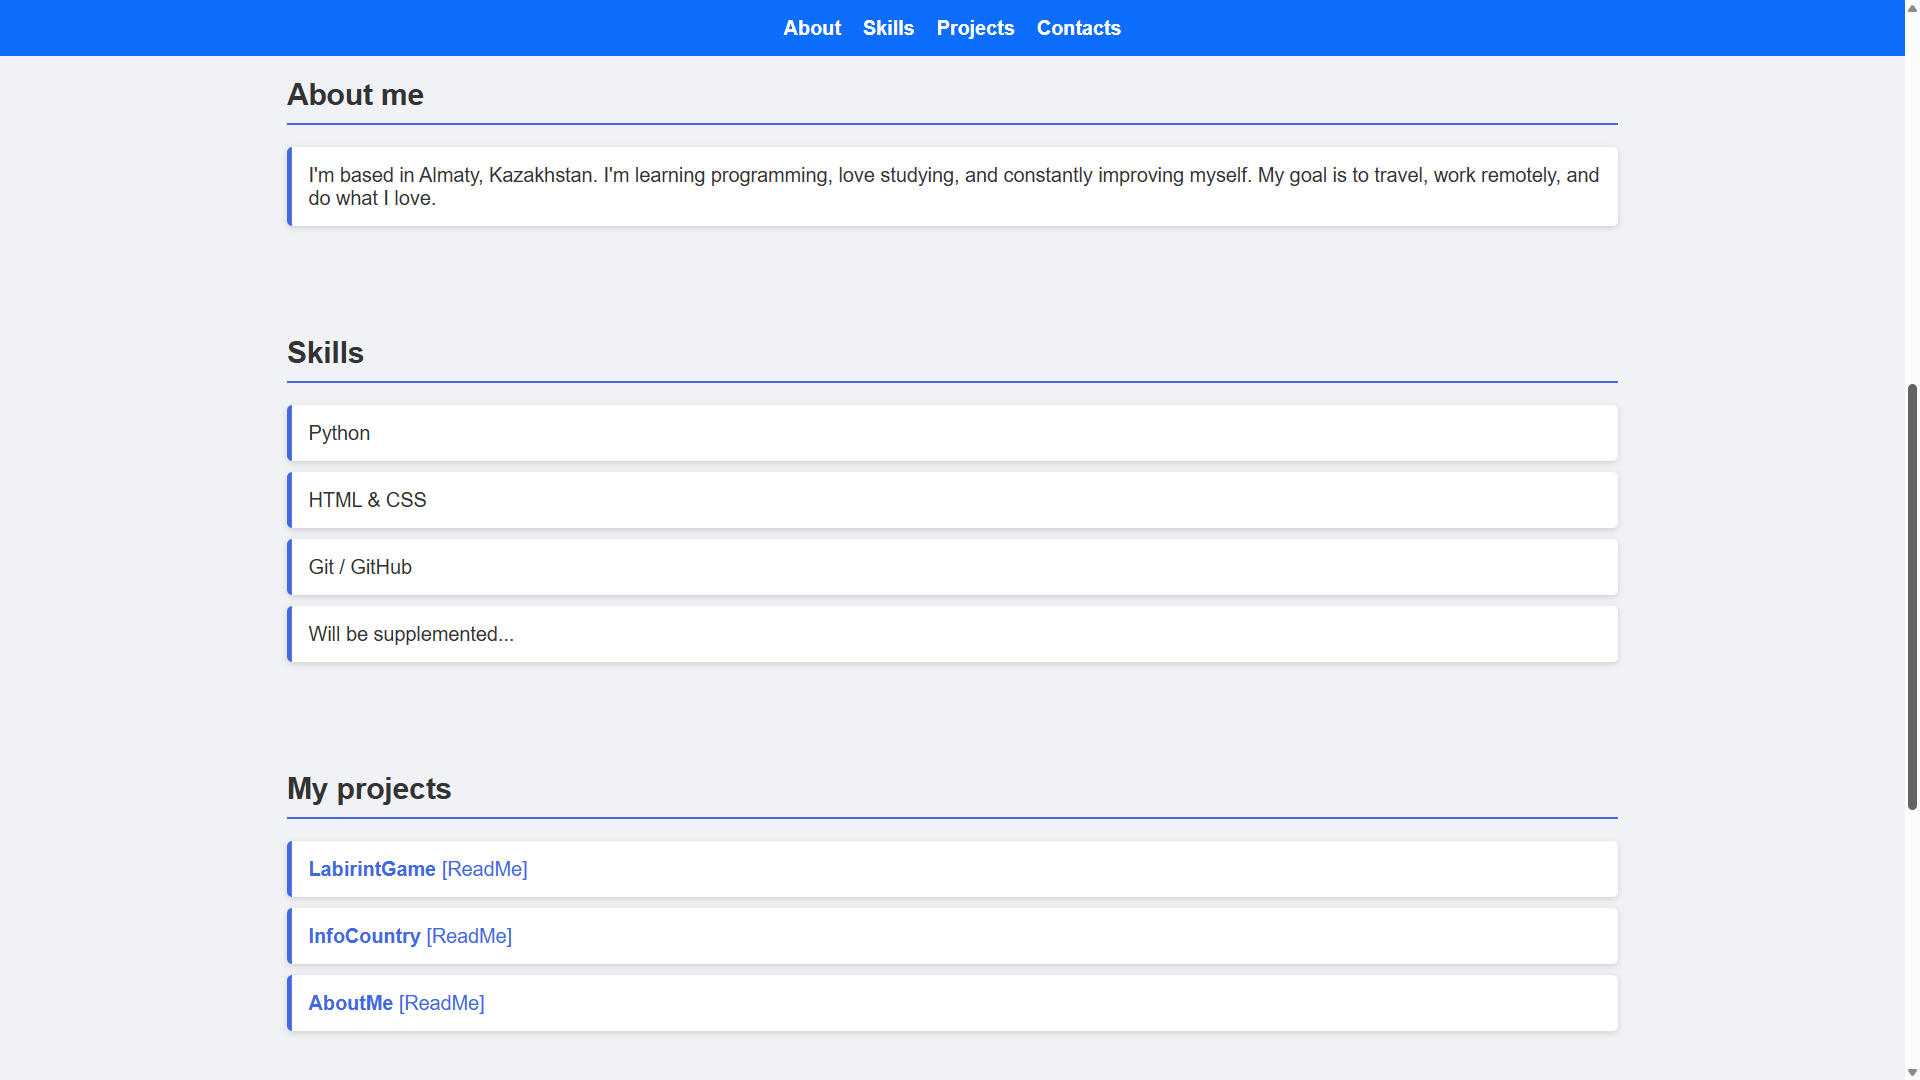 About Skills Projects Contacts
About me
I'm based in Almaty, Kazakhstan. I'm learning programming, love studying, and constantly improving myself. My goal is to travel, work remotely, and
do what I love.
Skills
Python
HTML & CSS
Git / GitHub
Will be supplemented...
My projects
LabirintGame [ReadMe]
InfoCountry [ReadMe]
AboutMe [ReadMe]